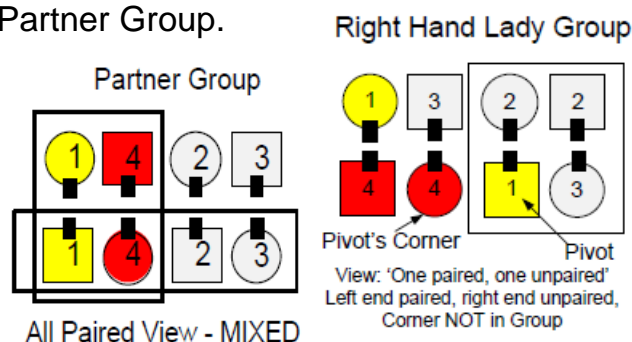 Partner Group.
Partner Group
1 4 2 3
1 4 2 3
All Paired View - MIXED
Right Hand Lady Group
1 3 2 2
4 4 1 3
Pivot's Corner
Pivot
View: 'One paired, one unpaired'
Left end paired, right end unpaired,
Corner NOT in Group